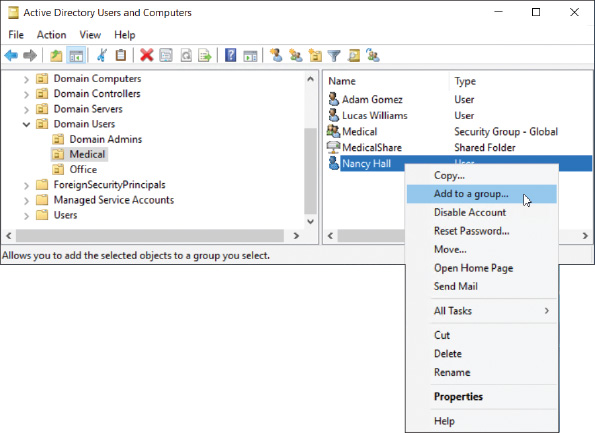 Active Directory Users and Computers
File Action View Help
Domain Computers
Domain Controllers
Domain Servers
Domain Users
Domain Admins
Medical
Office
ForeignSecurityPrincipals
Managed Service Accounts
Users
Name Type
Adam Gomez User
Lucas Williams User
Medical Security Group - Global
MedicalShare Shared Folder
Nancy Hall User
Copy...
Add to a group...
Disable Account
Reset Password...
Move...
Open Home Page
Send Mail
All Tasks
Cut
Delete
Rename
Properties
Help
Allows you to add the selected objects to a group you select.